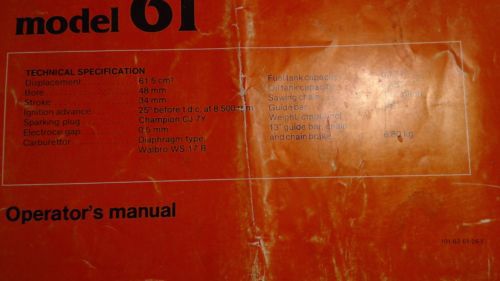 model 61
TECHNICAL SPECIFICATION
Displacement 61.5 cm³
Bore 48 mm
Stroke 34 mm
Ignition advance 25° before t.d.c. at 8 500
Sparking plug Champion CJ 7Y
Electrode gap 0,5 mm
Carburettor Diaphragm type,
Walbro WS 17 B
Fuel tank capacity
Oil tank capacity
Sawing chain
Guide bar
Weight,
13" guide bar, chain
and chain brake kg
Operator's manual